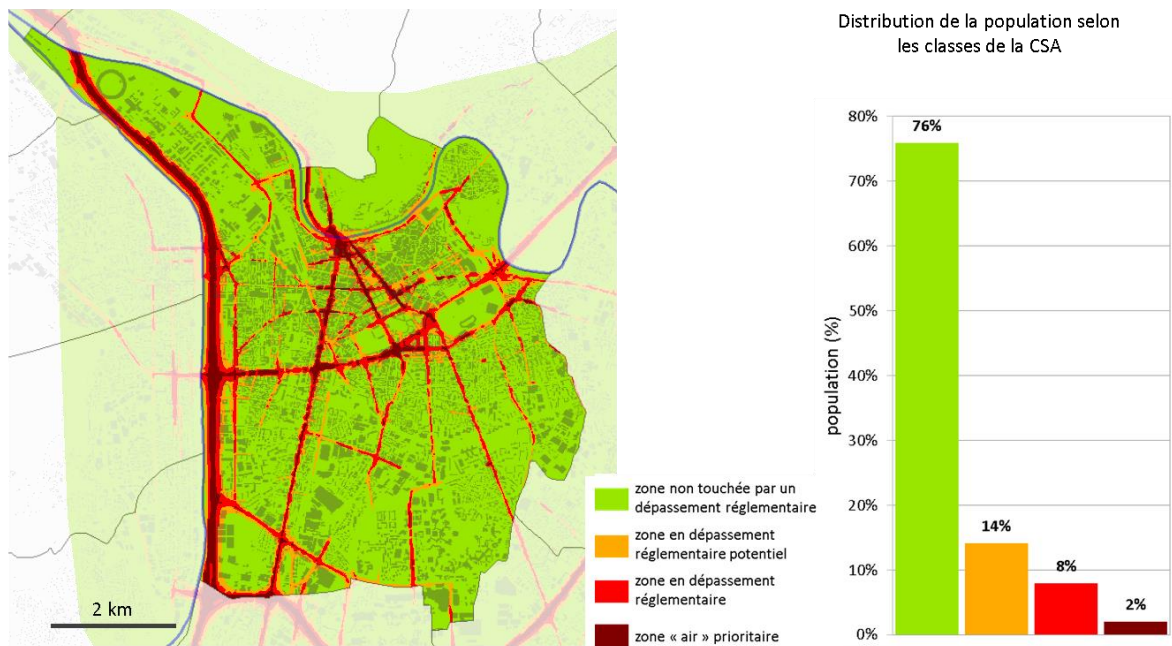 Distribution de la population selon
les classes de la CSA
80%
70%
60%
50%
40%
30%
20%
10%
0%
population (%)
76%
14%
8%
2%
zone non touchée par un
dépassement réglementaire
zone en dépassement
réglementaire potentiel
zone en dépassement
réglementaire
zone « air » prioritaire
2 km